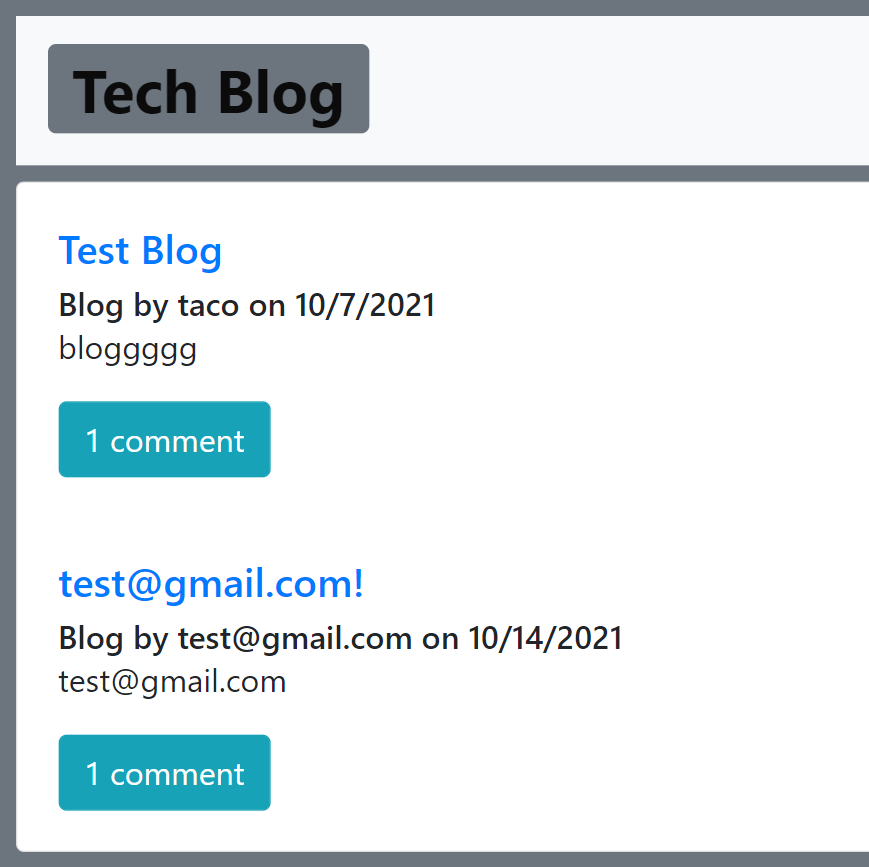 Tech Blog
Test Blog
Blog by taco on 10/7/2021
bloggggg
1 comment
test@gmail.com!
Blog by test@gmail.com on 10/14/2021
test@gmail.com
1 comment